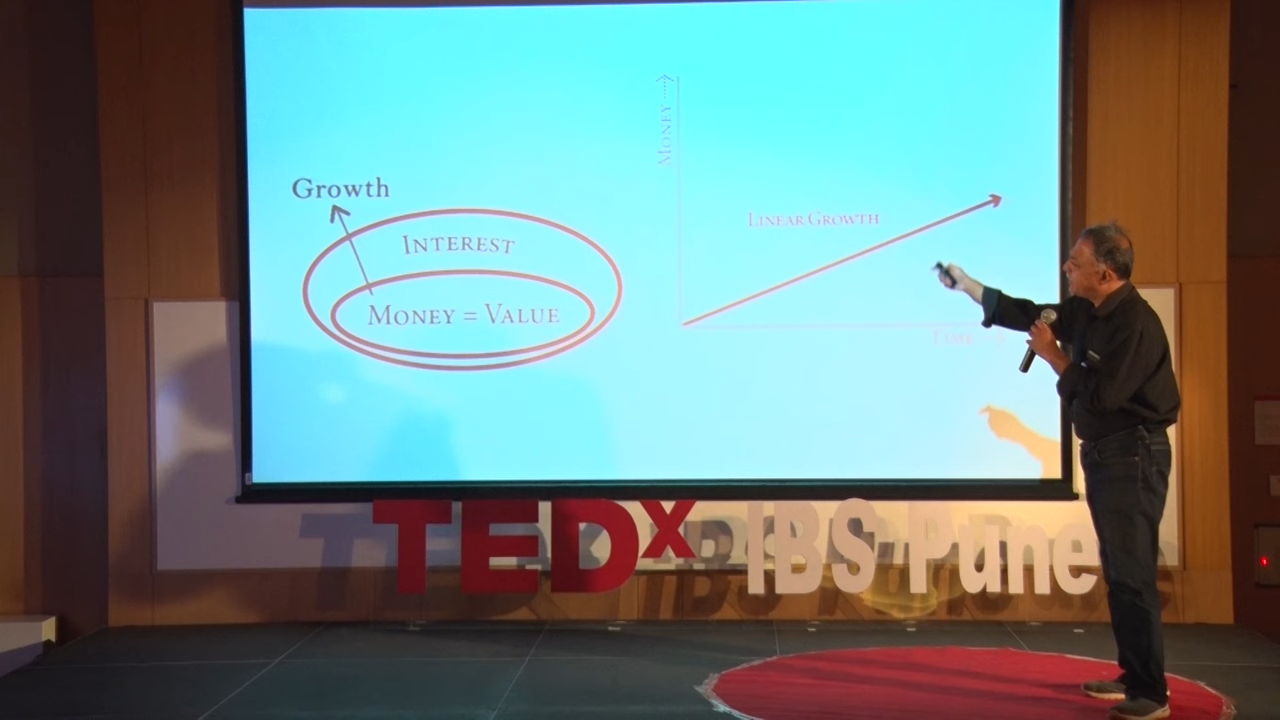 Growth
INTEREST
MONEY = VALUE
MONEY
LINEAR GROWTH
TIME
TEDx IBS Pune